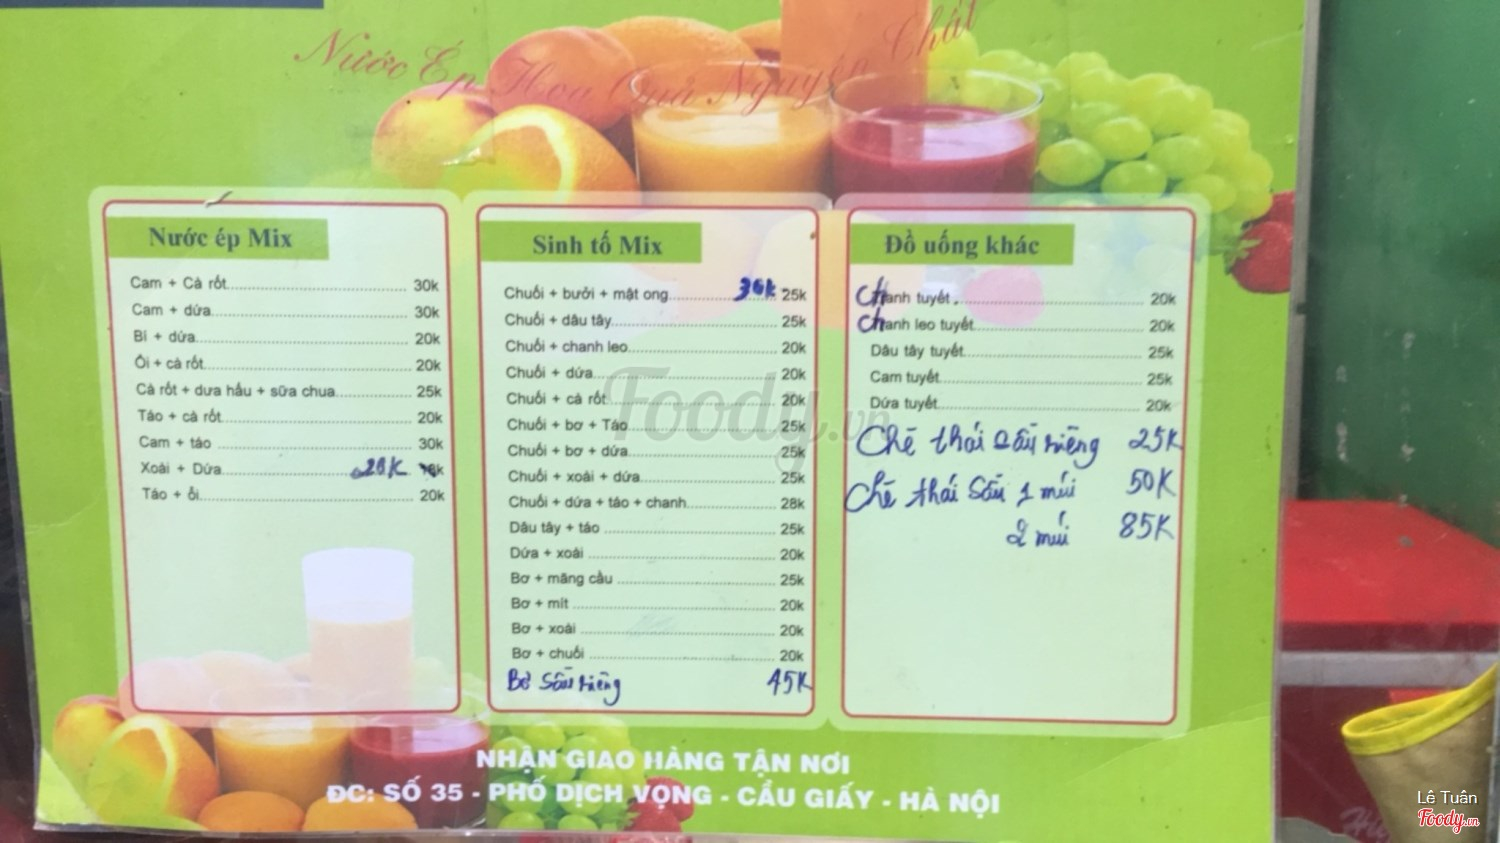 Nước Ép Hoa Quả Nguyên Chất
Nước ép Mix
Cam + Cà rốt 30k
Cam + dứa 30k
Bí + dứa 20k
Ổi + cà rốt 20k
Cà rốt + dưa hấu + sữa chua 25k
Táo + cà rốt 20k
Cam + táo 30k
Xoài + Dứa 20K
Táo + ổi 20k
Sinh tố Mix
Chuối + bưởi + mật ong 30k 25k
Chuối + dâu tây 25k
Chuối + chanh leo 20k
Chuối + dứa 20k
Chuối + cà rốt 20k
Chuối + bơ + Táo 25k
Chuối + bơ + dứa 25k
Chuối + xoài + dứa 25k
Chuối + dứa + táo + chanh 28k
Dâu tây + táo 25k
Dứa + xoài 20k
Bơ + mãng cầu 25k
Bơ + mít 20k
Bơ + xoài 20k
Bơ + chuối 20k
Bơ Sầu riêng 45K
Đồ uống khác
Chanh tuyết 20k
Chanh leo tuyết 20k
Dâu tây tuyết 25k
Cam tuyết 25k
Dứa tuyết 20k
Chè thái Sầu riêng 25K
Chè thái Sầu 1 múi 50K
2 múi 85K
NHẬN GIAO HÀNG TẬN NƠI
ĐC: SỐ 35 - PHỐ DỊCH VỌNG - CẦU GIẤY - HÀ NỘI
Foody.vn
Lê Tuân
Foody.vn